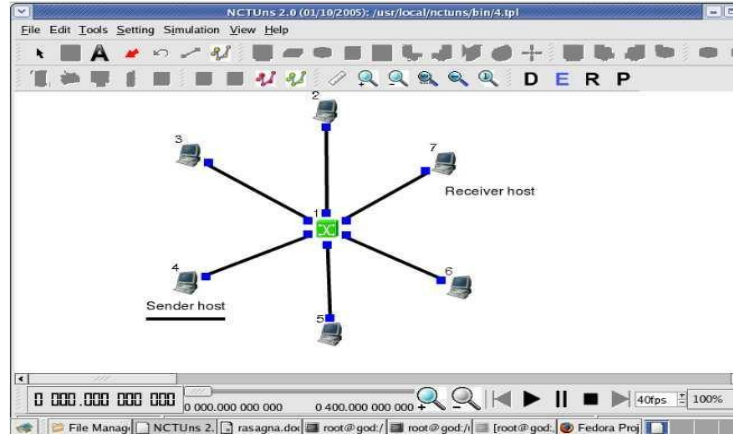 NCTUns 2.0 (01/10/2005): /usr/local/nctuns/bin/4.tpl
File Edit Tools Setting Simulation View Help
A
D E R P
2
3
7
Receiver host
1
4
6
Sender host
5
0 000.000 000 000
0 000.000 000 000
0 400.000 000 000
40fps
100%
File Manag
NCTUns 2.
rasagna.doc
root@god:/
root@god:/
[root@god:
Fedora Proj